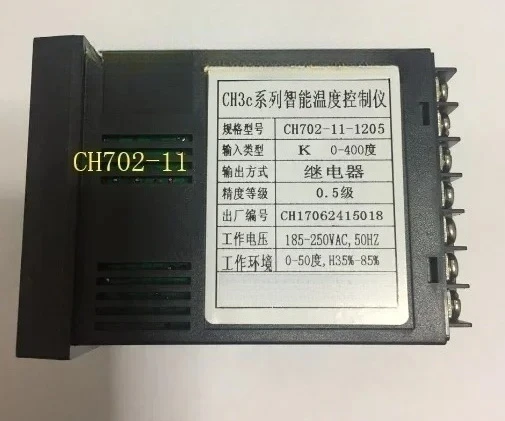 CH3c系列智能温度控制仪
规格型号 CH702-11-1205
输入类型 K 0-400度
输出方式 继电器
精度等级 0.5级
出厂编号 CH17062415018
工作电压 185-250VAC,50HZ
工作环境 0-50度,H35%-85%
CH702-11